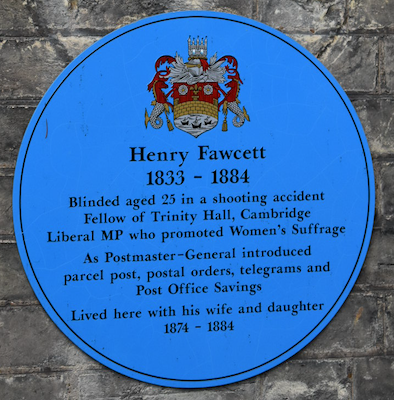 Henry Fawcett
1833 - 1884
Blinded aged 25 in a shooting accident
Fellow of Trinity Hall, Cambridge
Liberal MP who promoted Women's Suffrage
As Postmaster-General introduced
parcel post, postal orders, telegrams and
Post Office Savings
Lived here with his wife and daughter
1874 - 1884